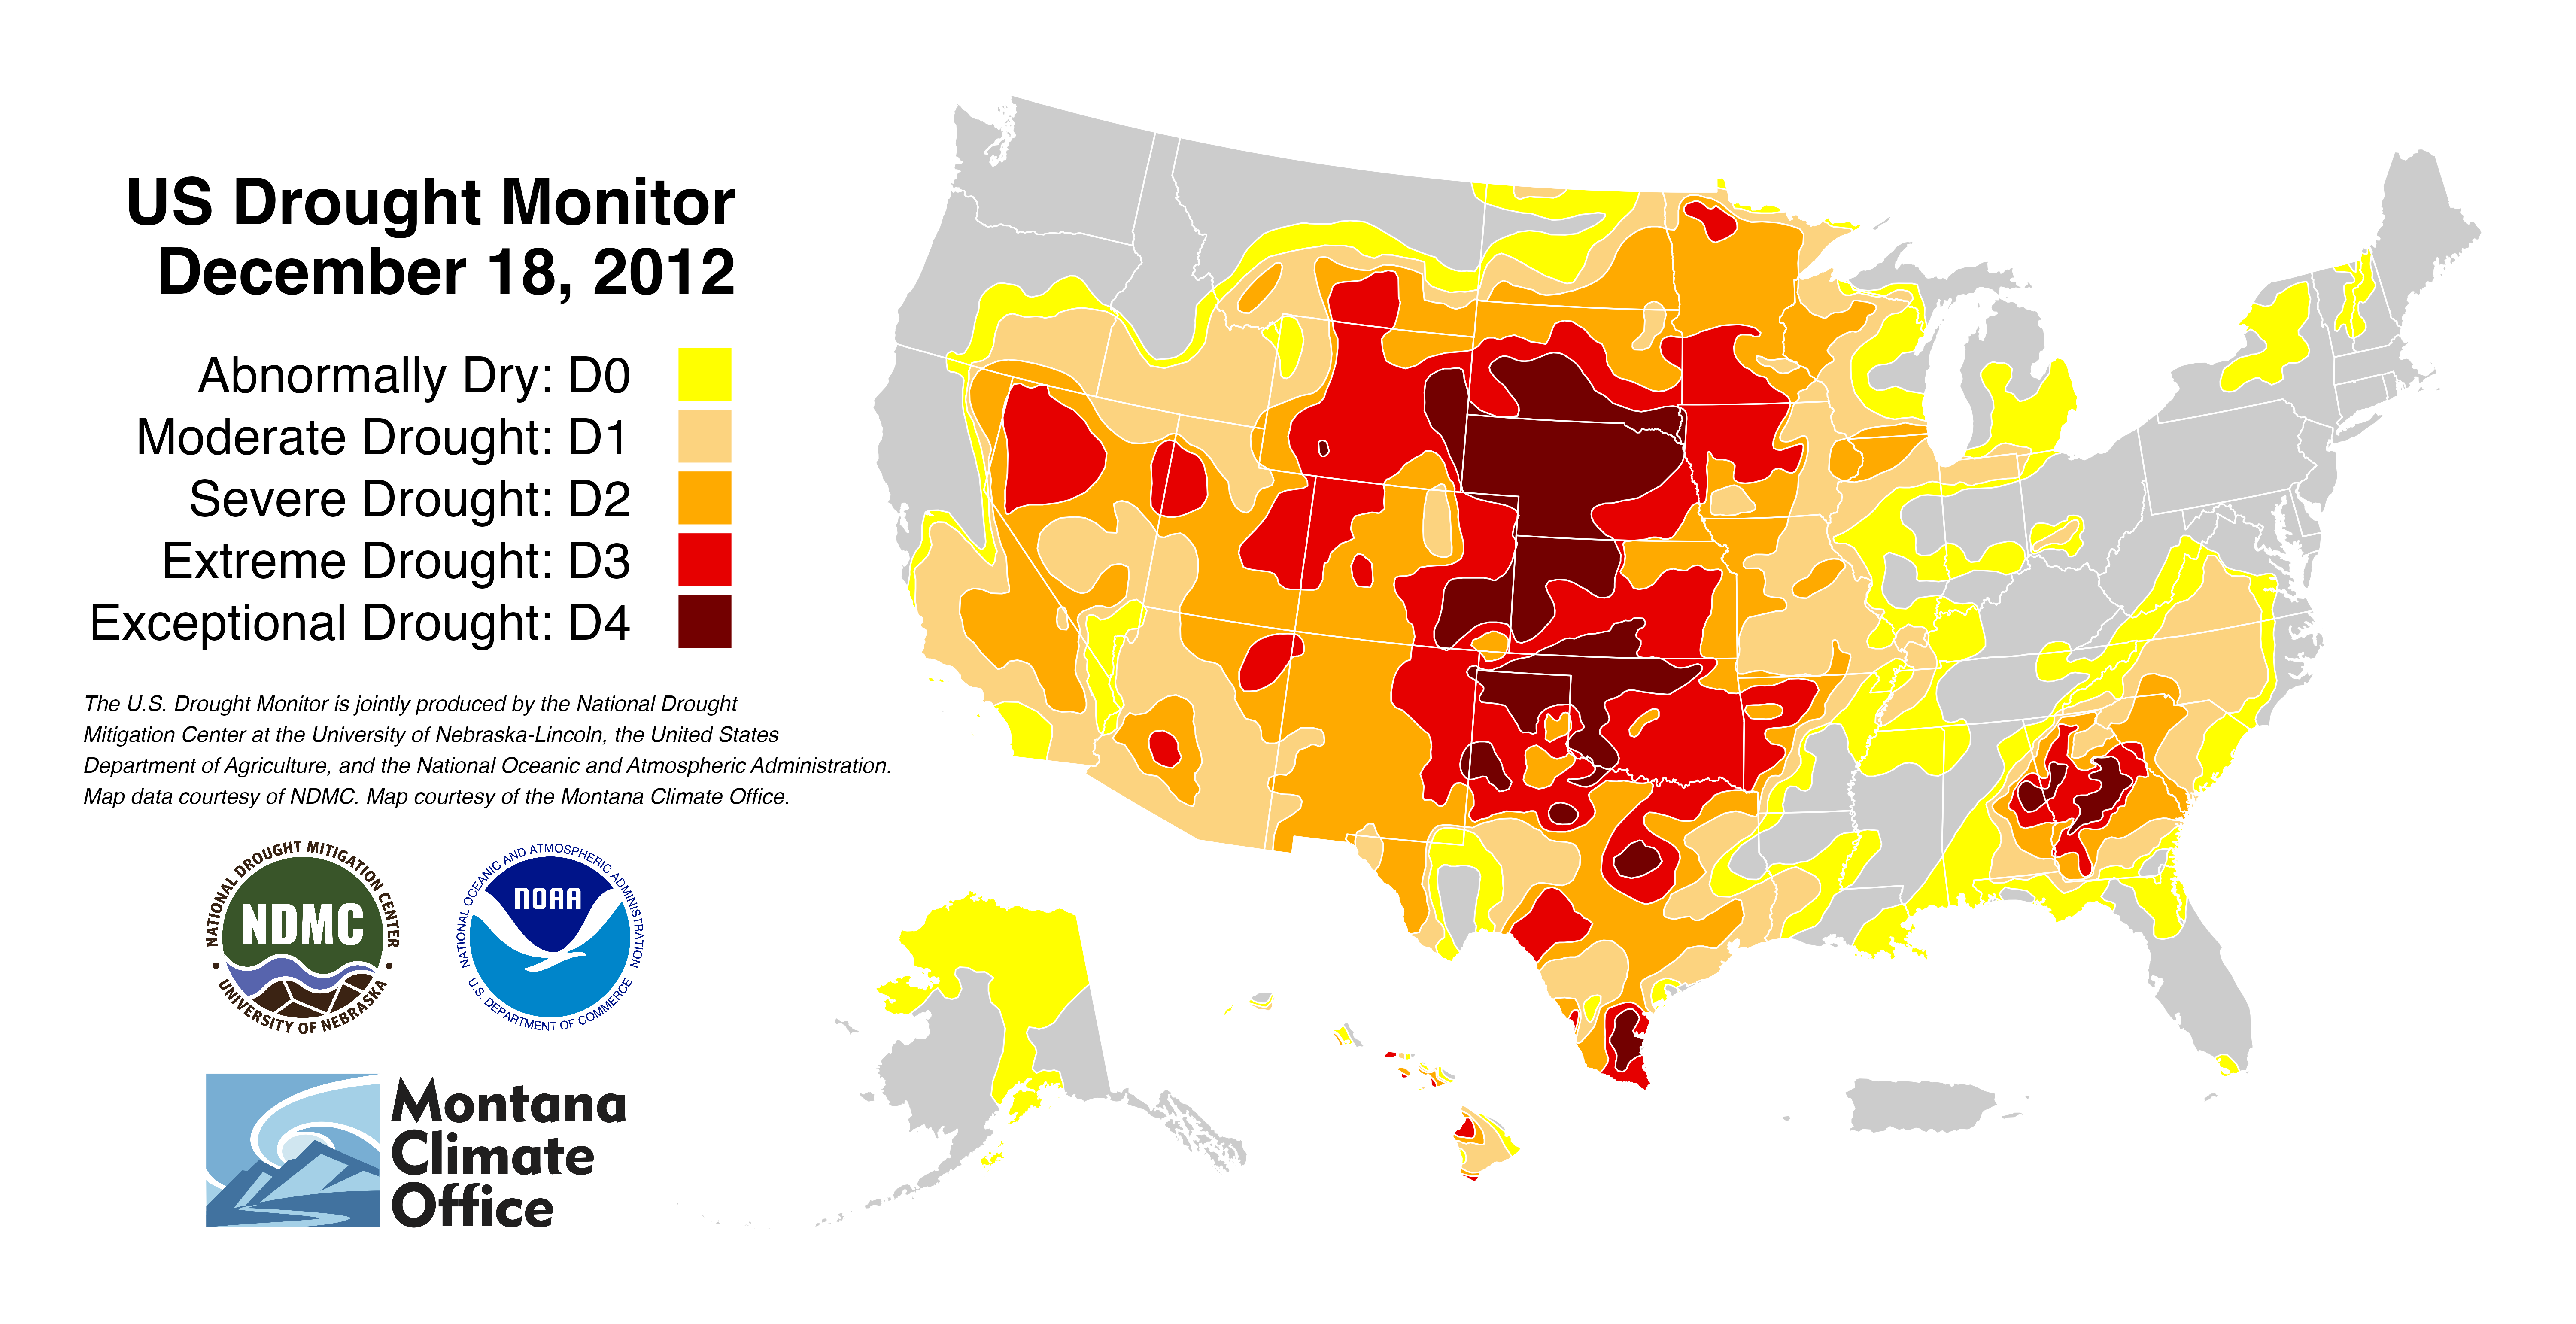 US Drought Monitor
December 18, 2012
Abnormally Dry: D0
Moderate Drought: D1
Severe Drought: D2
Extreme Drought: D3
Exceptional Drought: D4
The U.S. Drought Monitor is jointly produced by the National Drought
Mitigation Center at the University of Nebraska-Lincoln, the United States
Department of Agriculture, and the National Oceanic and Atmospheric Administration.
Map data courtesy of NDMC. Map courtesy of the Montana Climate Office.
NATIONAL DROUGHT MITIGATION CENTER
NDMC
UNIVERSITY OF NEBRASKA
NATIONAL OCEANIC AND ATMOSPHERIC ADMINISTRATION
NOAA
U.S. DEPARTMENT OF COMMERCE
Montana
Climate
Office